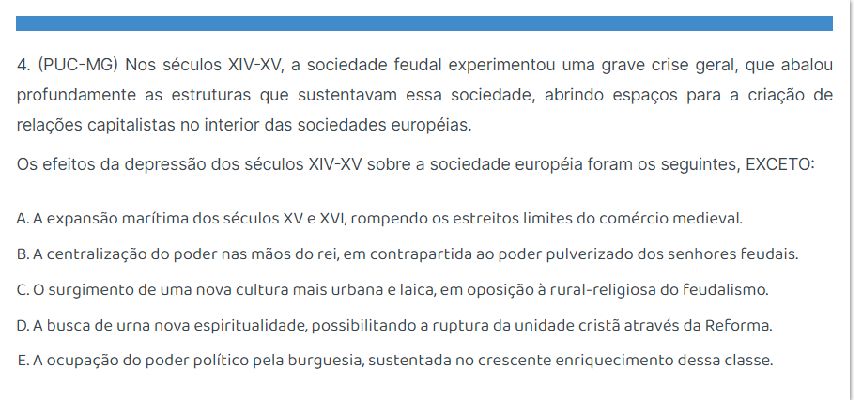 4. (PUC-MG) Nos séculos XIV-XV, a sociedade feudal experimentou uma grave crise geral, que abalou
profundamente as estruturas que sustentavam essa sociedade, abrindo espaços para a criação de
relações capitalistas no interior das sociedades européias.
Os efeitos da depressão dos séculos XIV-XV sobre a sociedade européia foram os seguintes, EXCETO:
A. A expansão marítima dos séculos XV e XVI, rompendo os estreitos limites do comércio medieval.
B. A centralização do poder nas mãos do rei, em contrapartida ao poder pulverizado dos senhores feudais.
C. O surgimento de uma nova cultura mais urbana e laica, em oposição à rural-religiosa do feudalismo.
D. A busca de urna nova espiritualidade, possibilitando a ruptura da unidade cristã através da Reforma.
E. A ocupação do poder político pela burguesia, sustentada no crescente enriquecimento dessa classe.